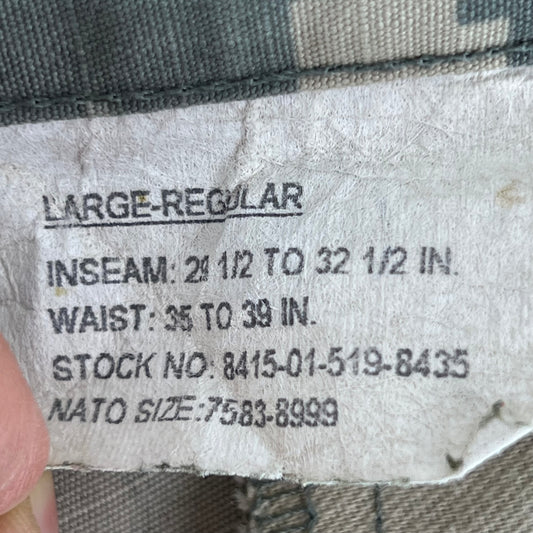 LARGE-REGULAR
INSEAM: 29 1/2 TO 32 1/2 IN.
WAIST: 35 TO 39 IN.
STOCK NO: 8415-01-519-8435
NATO SIZE:7583-8999